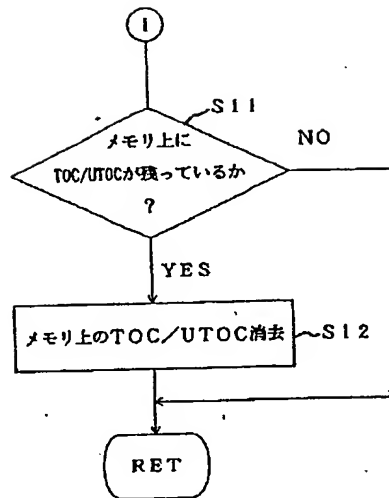 1
S11
メモリ上に
TOC/UTOCが残っているか
?
NO
YES
メモリ上のTOC/UTOC消去
S12
RET